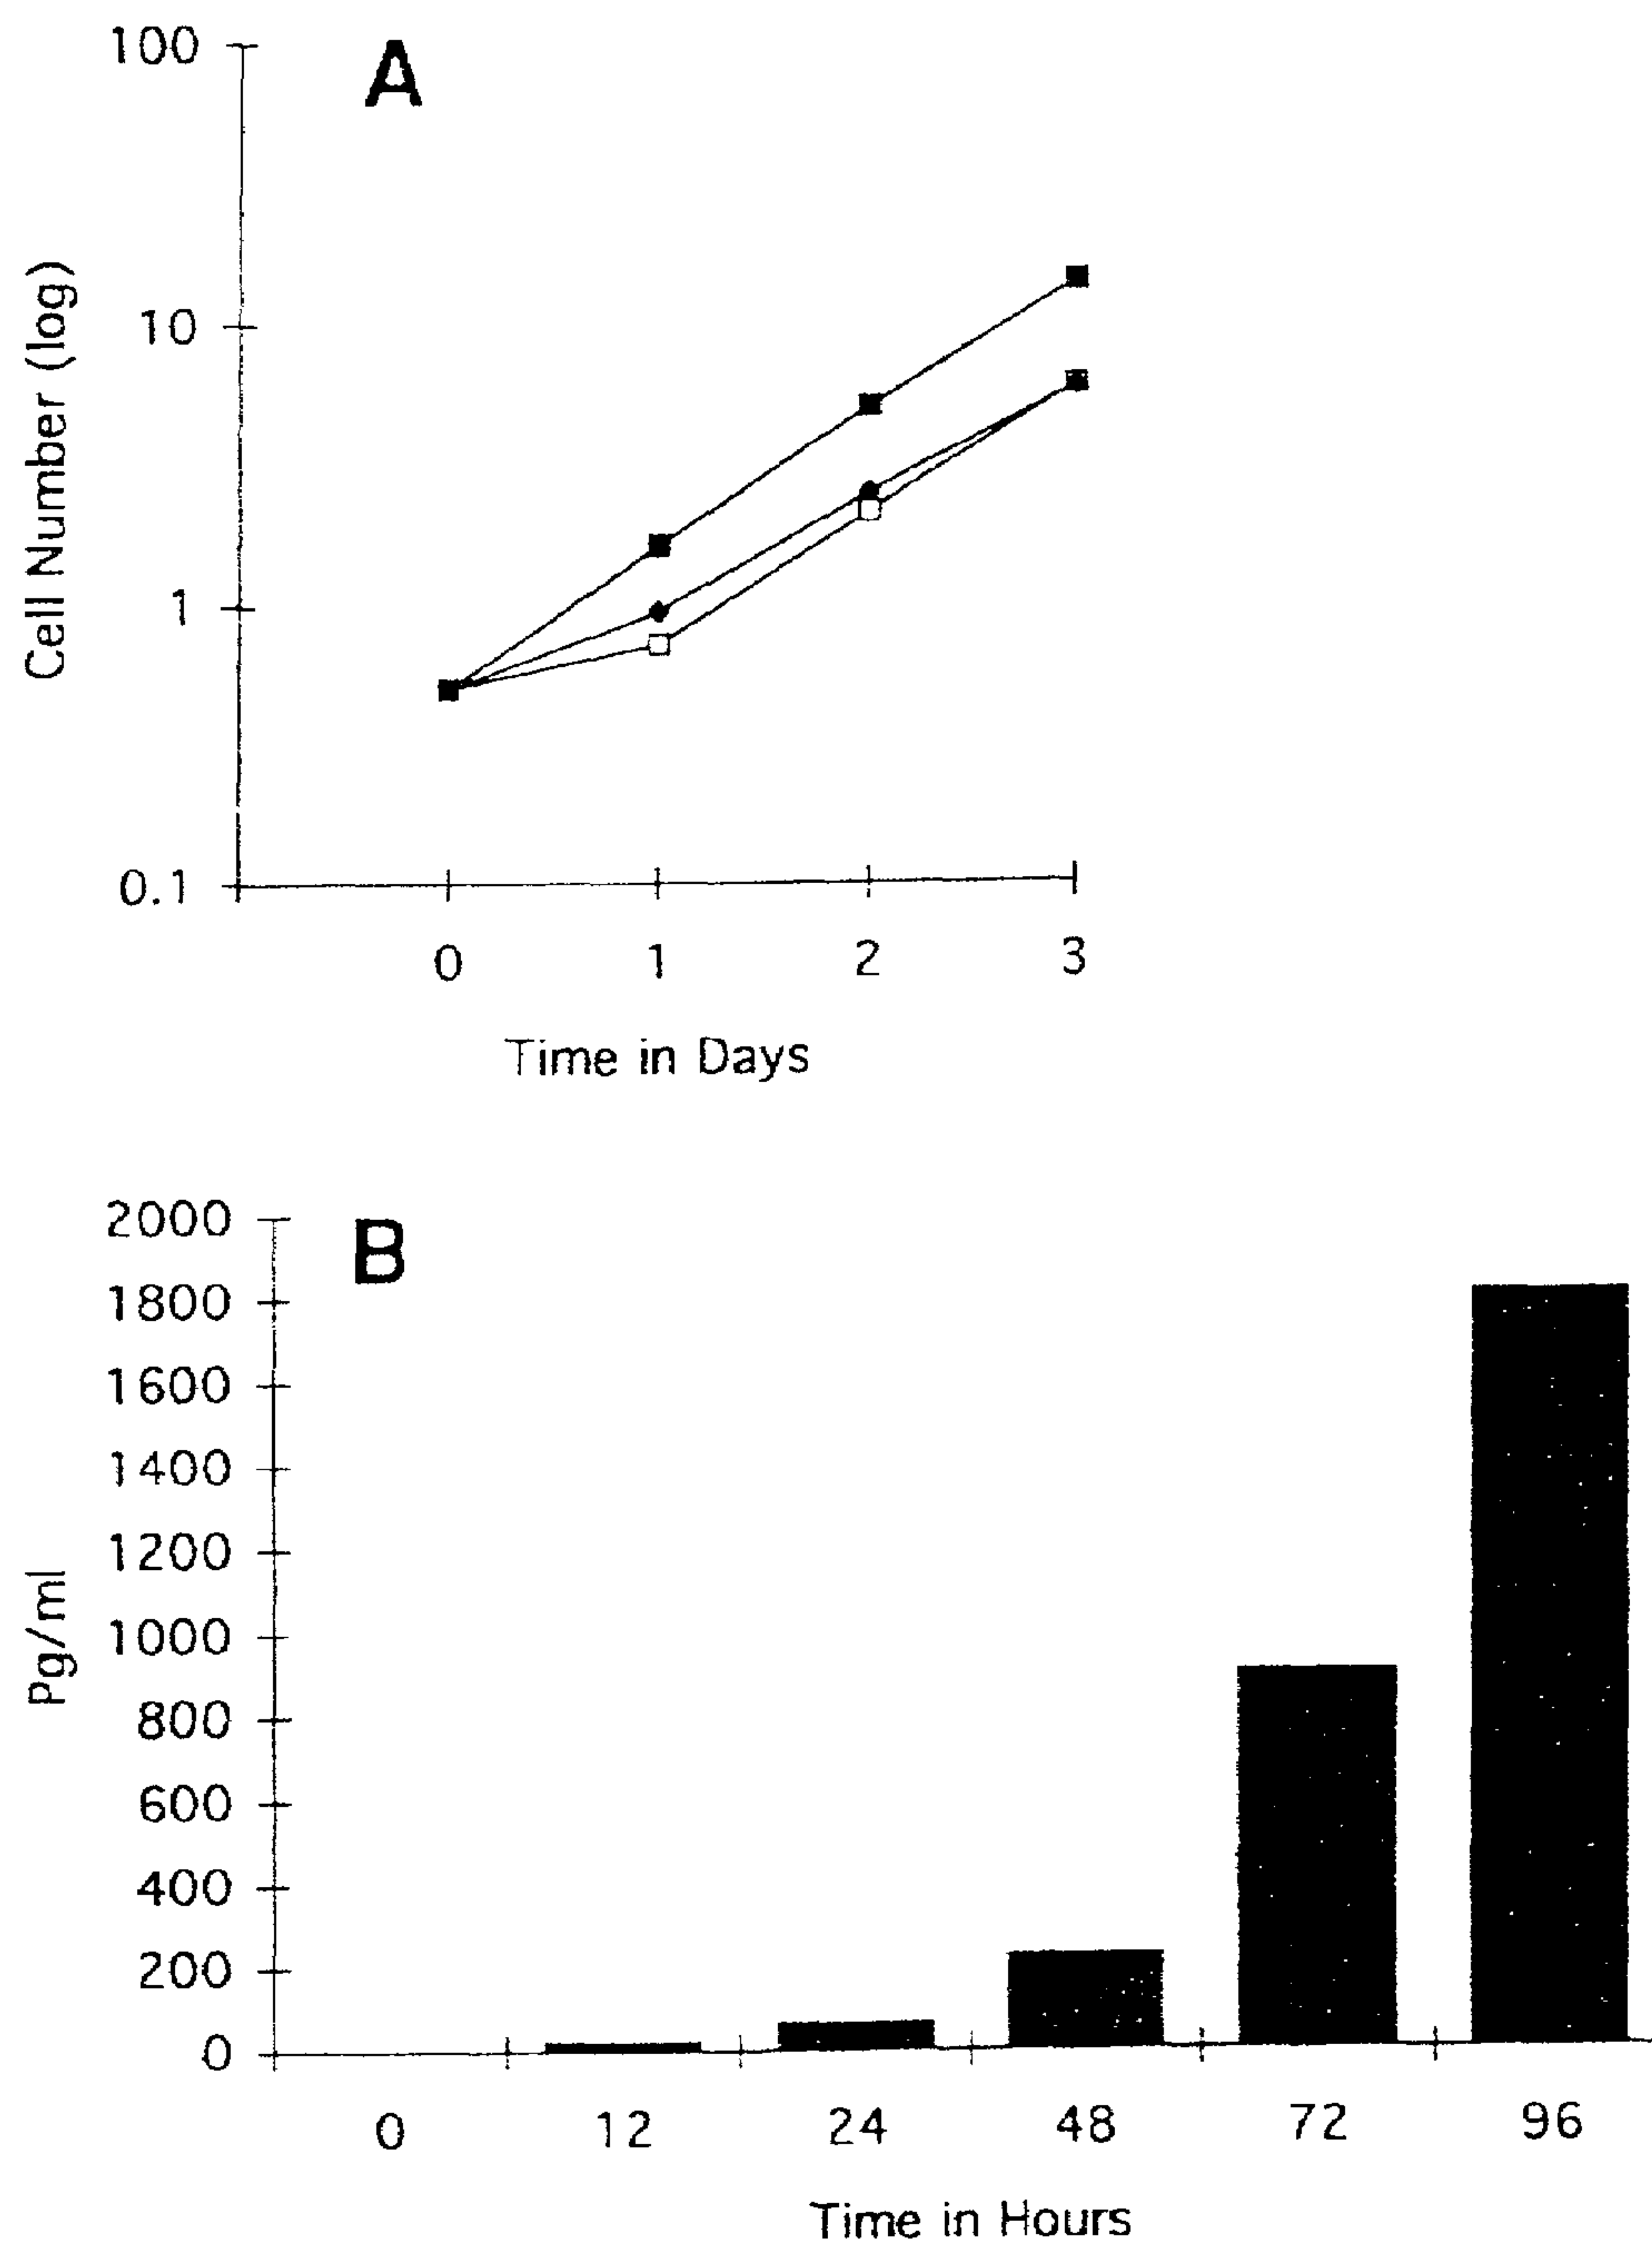 A
100
10
1
0.1
Cell Number (log)
0 1 2 3
Time in Days
B
2000
1800
1600
1400
1200
1000
800
600
400
200
0
Pg/ml
0 12 24 48 72 96
Time in Hours